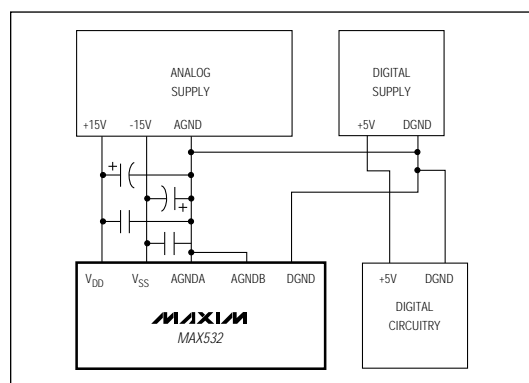 ANALOG
SUPPLY
+15V -15V AGND
DIGITAL
SUPPLY
+5V DGND
+
+
VDD VSS AGNDA AGNDB DGND
MAXIM
MAX532
+5V DGND
DIGITAL
CIRCUITRY